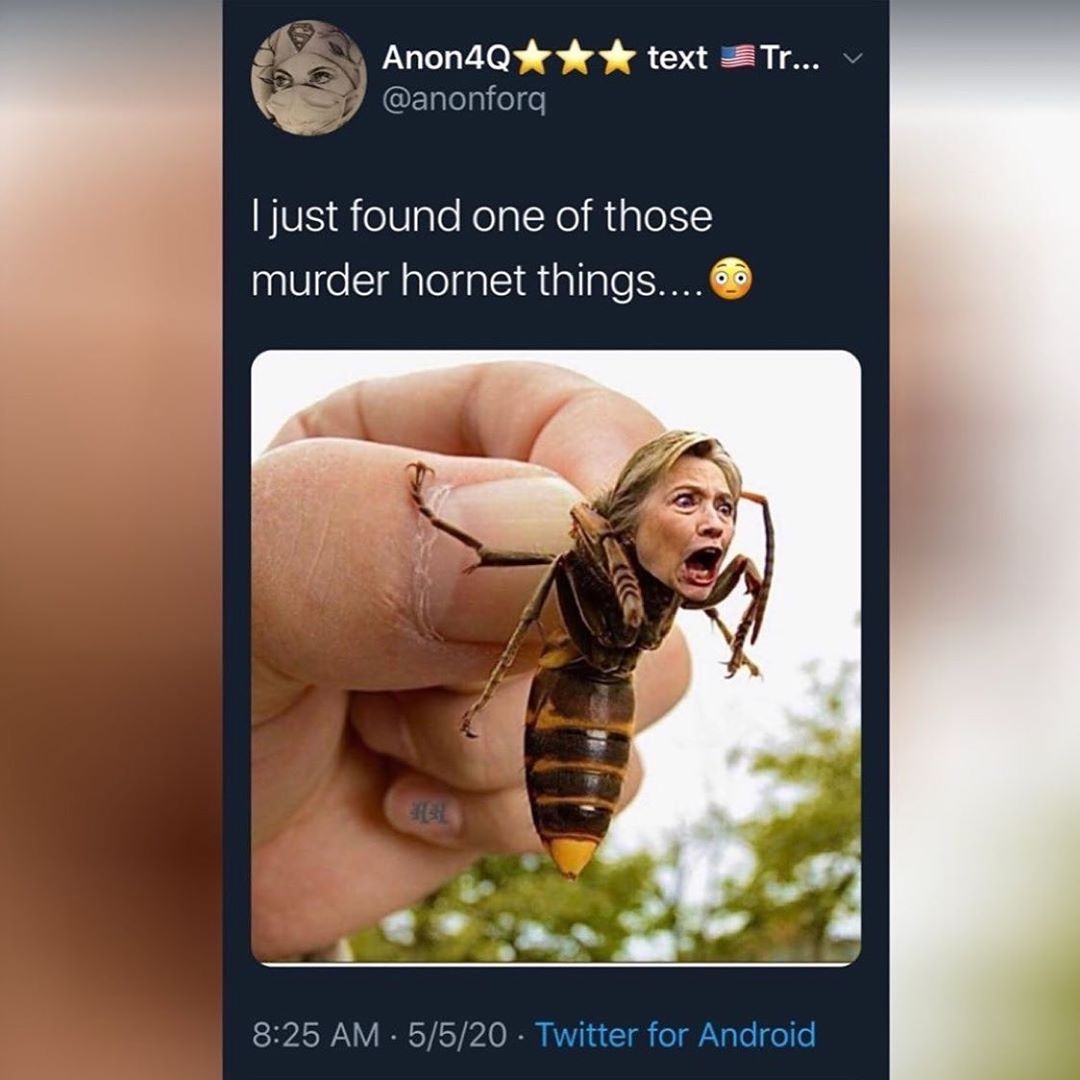 Anon4Q⭐⭐⭐ text 🇺🇸Tr...
@anonforq
I just found one of those
murder hornet things....😳
8:25 AM · 5/5/20 · Twitter for Android